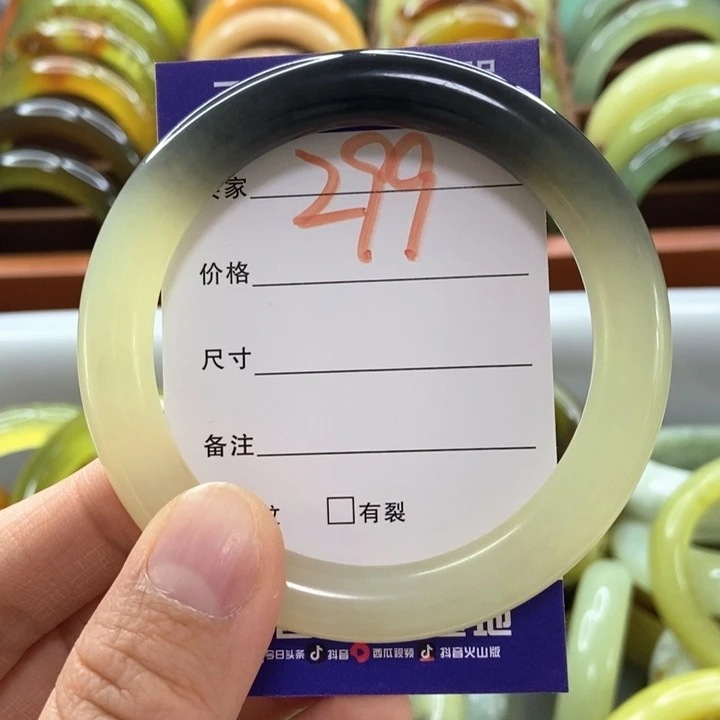 299
家
价格
尺寸
备注
□有裂
地
今日头条 抖音 西瓜视频 抖音火山版